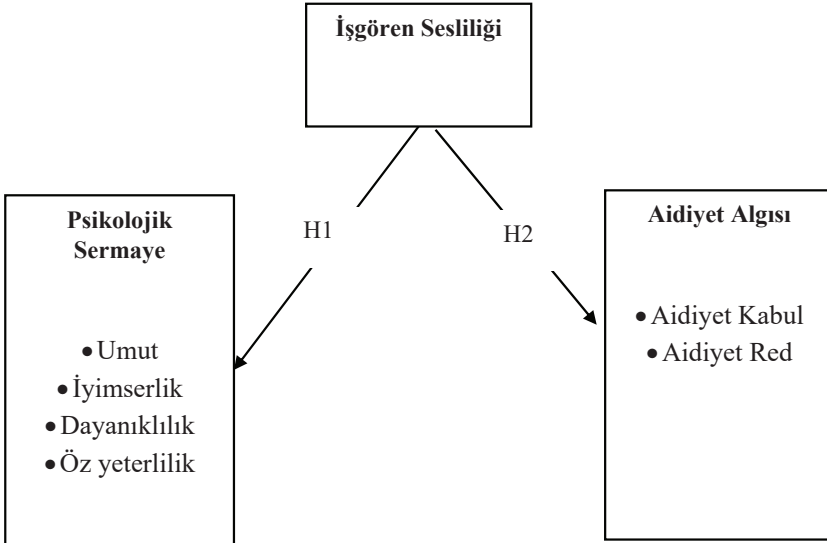 İşgören Sesliliği
Psikolojik
Sermaye
• Umut
• İyimserlik
• Dayanıklılık
• Öz yeterlilik
H1
H2
Aidiyet Algısı
• Aidiyet Kabul
• Aidiyet Red